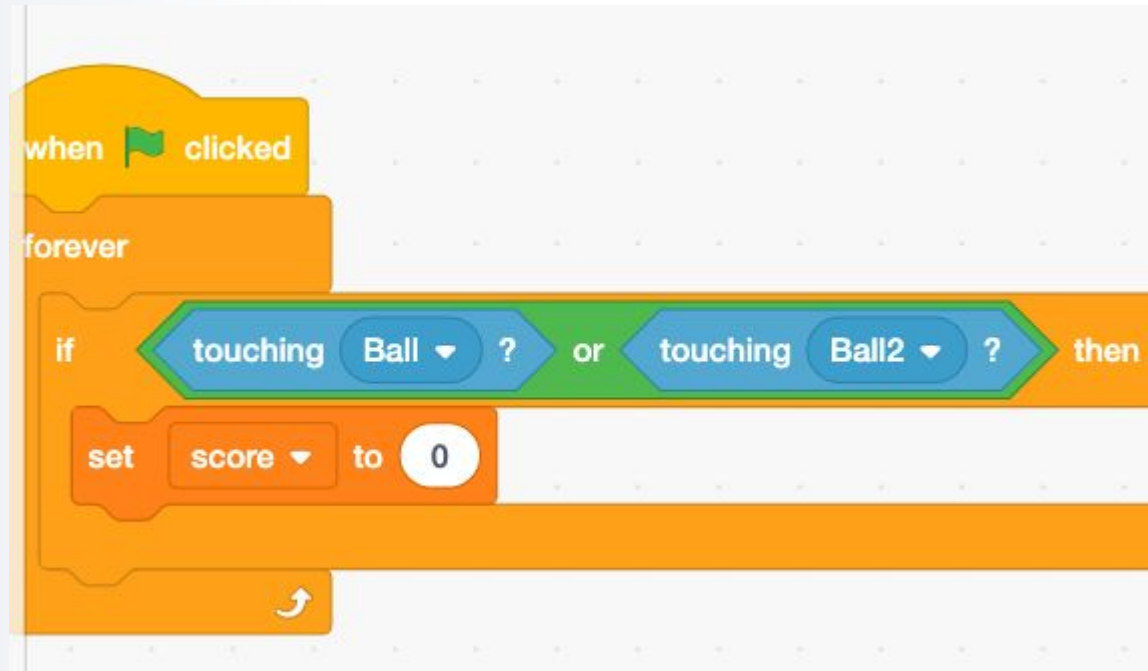 when clicked
forever
if touching Ball ? or touching Ball2 ? then
set score to 0